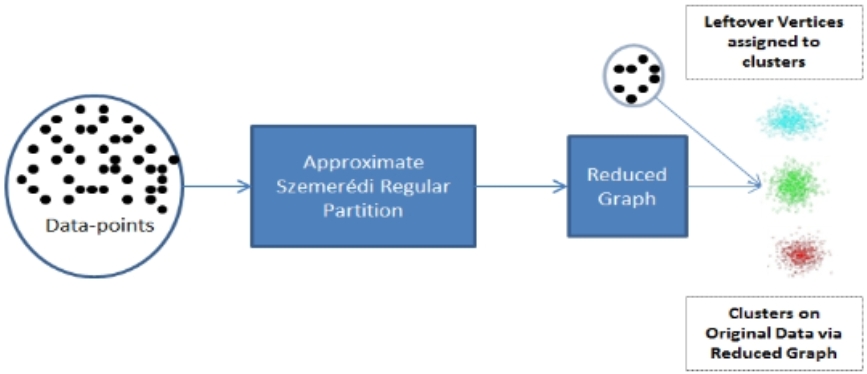 Data-points
Approximate
Szemerédi Regular
Partition
Reduced
Graph
Leftover Vertices
assigned to
clusters
Clusters on
Original Data via
Reduced Graph